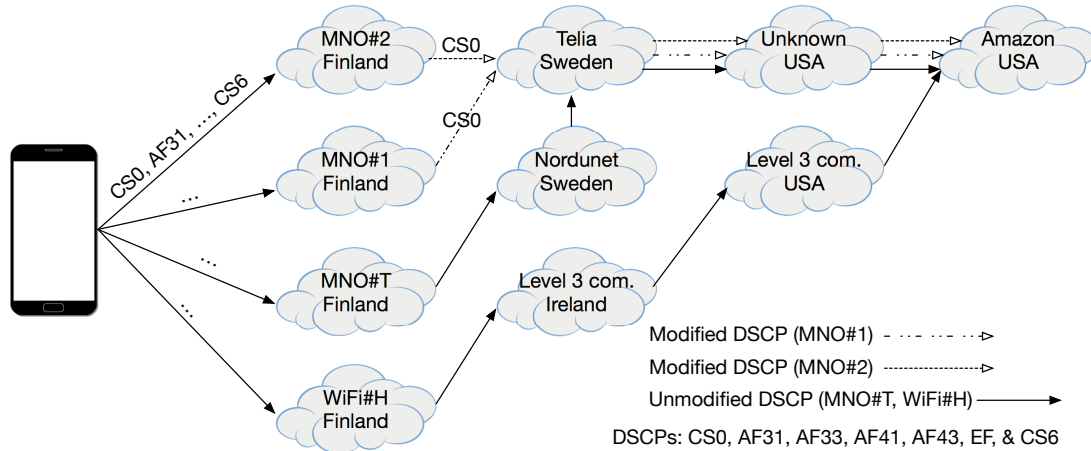 MNO#2
Finland
CS0
Telia
Sweden
Unknown
USA
Amazon
USA
CS0, AF31, ..., CS6
CS0
MNO#1
Finland
...
Nordunet
Sweden
Level 3 com.
USA
...
MNO#T
Finland
Level 3 com.
Ireland
...
WiFi#H
Finland
Modified DSCP (MNO#1)
Modified DSCP (MNO#2)
Unmodified DSCP (MNO#T, WiFi#H)
DSCPs: CS0, AF31, AF33, AF41, AF43, EF, & CS6